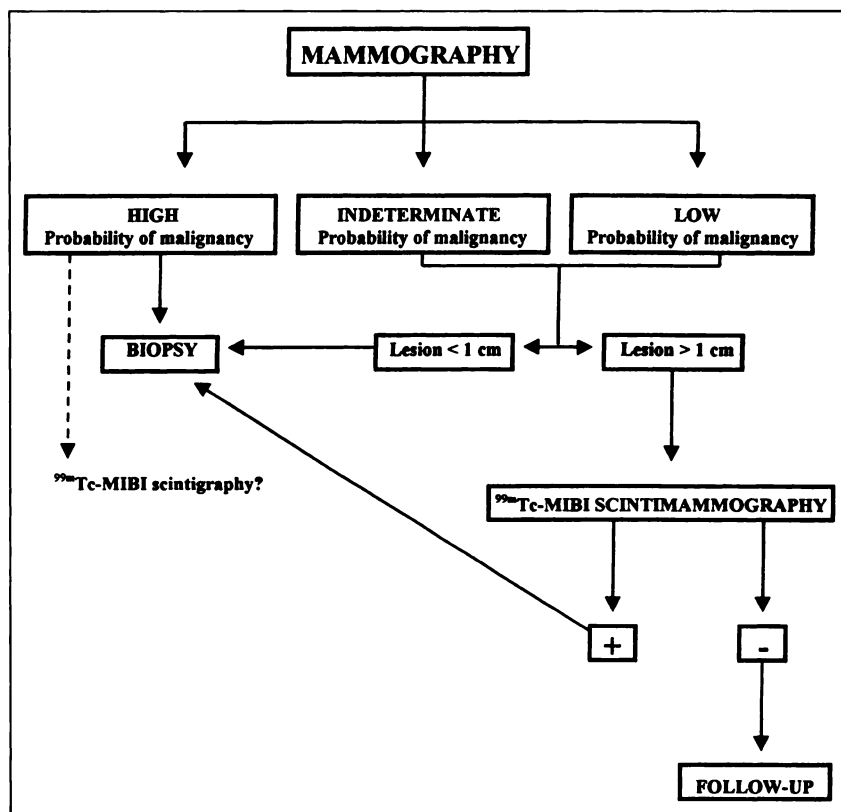 MAMMOGRAPHY
HIGH
Probability of malignancy
INDETERMINATE
Probability of malignancy
LOW
Probability of malignancy
BIOPSY
Lesion < 1 cm
Lesion > 1 cm
⁹⁹ᵐTc-MIBI scintigraphy?
⁹⁹ᵐTc-MIBI SCINTIMAMMOGRAPHY
+
-
FOLLOW-UP